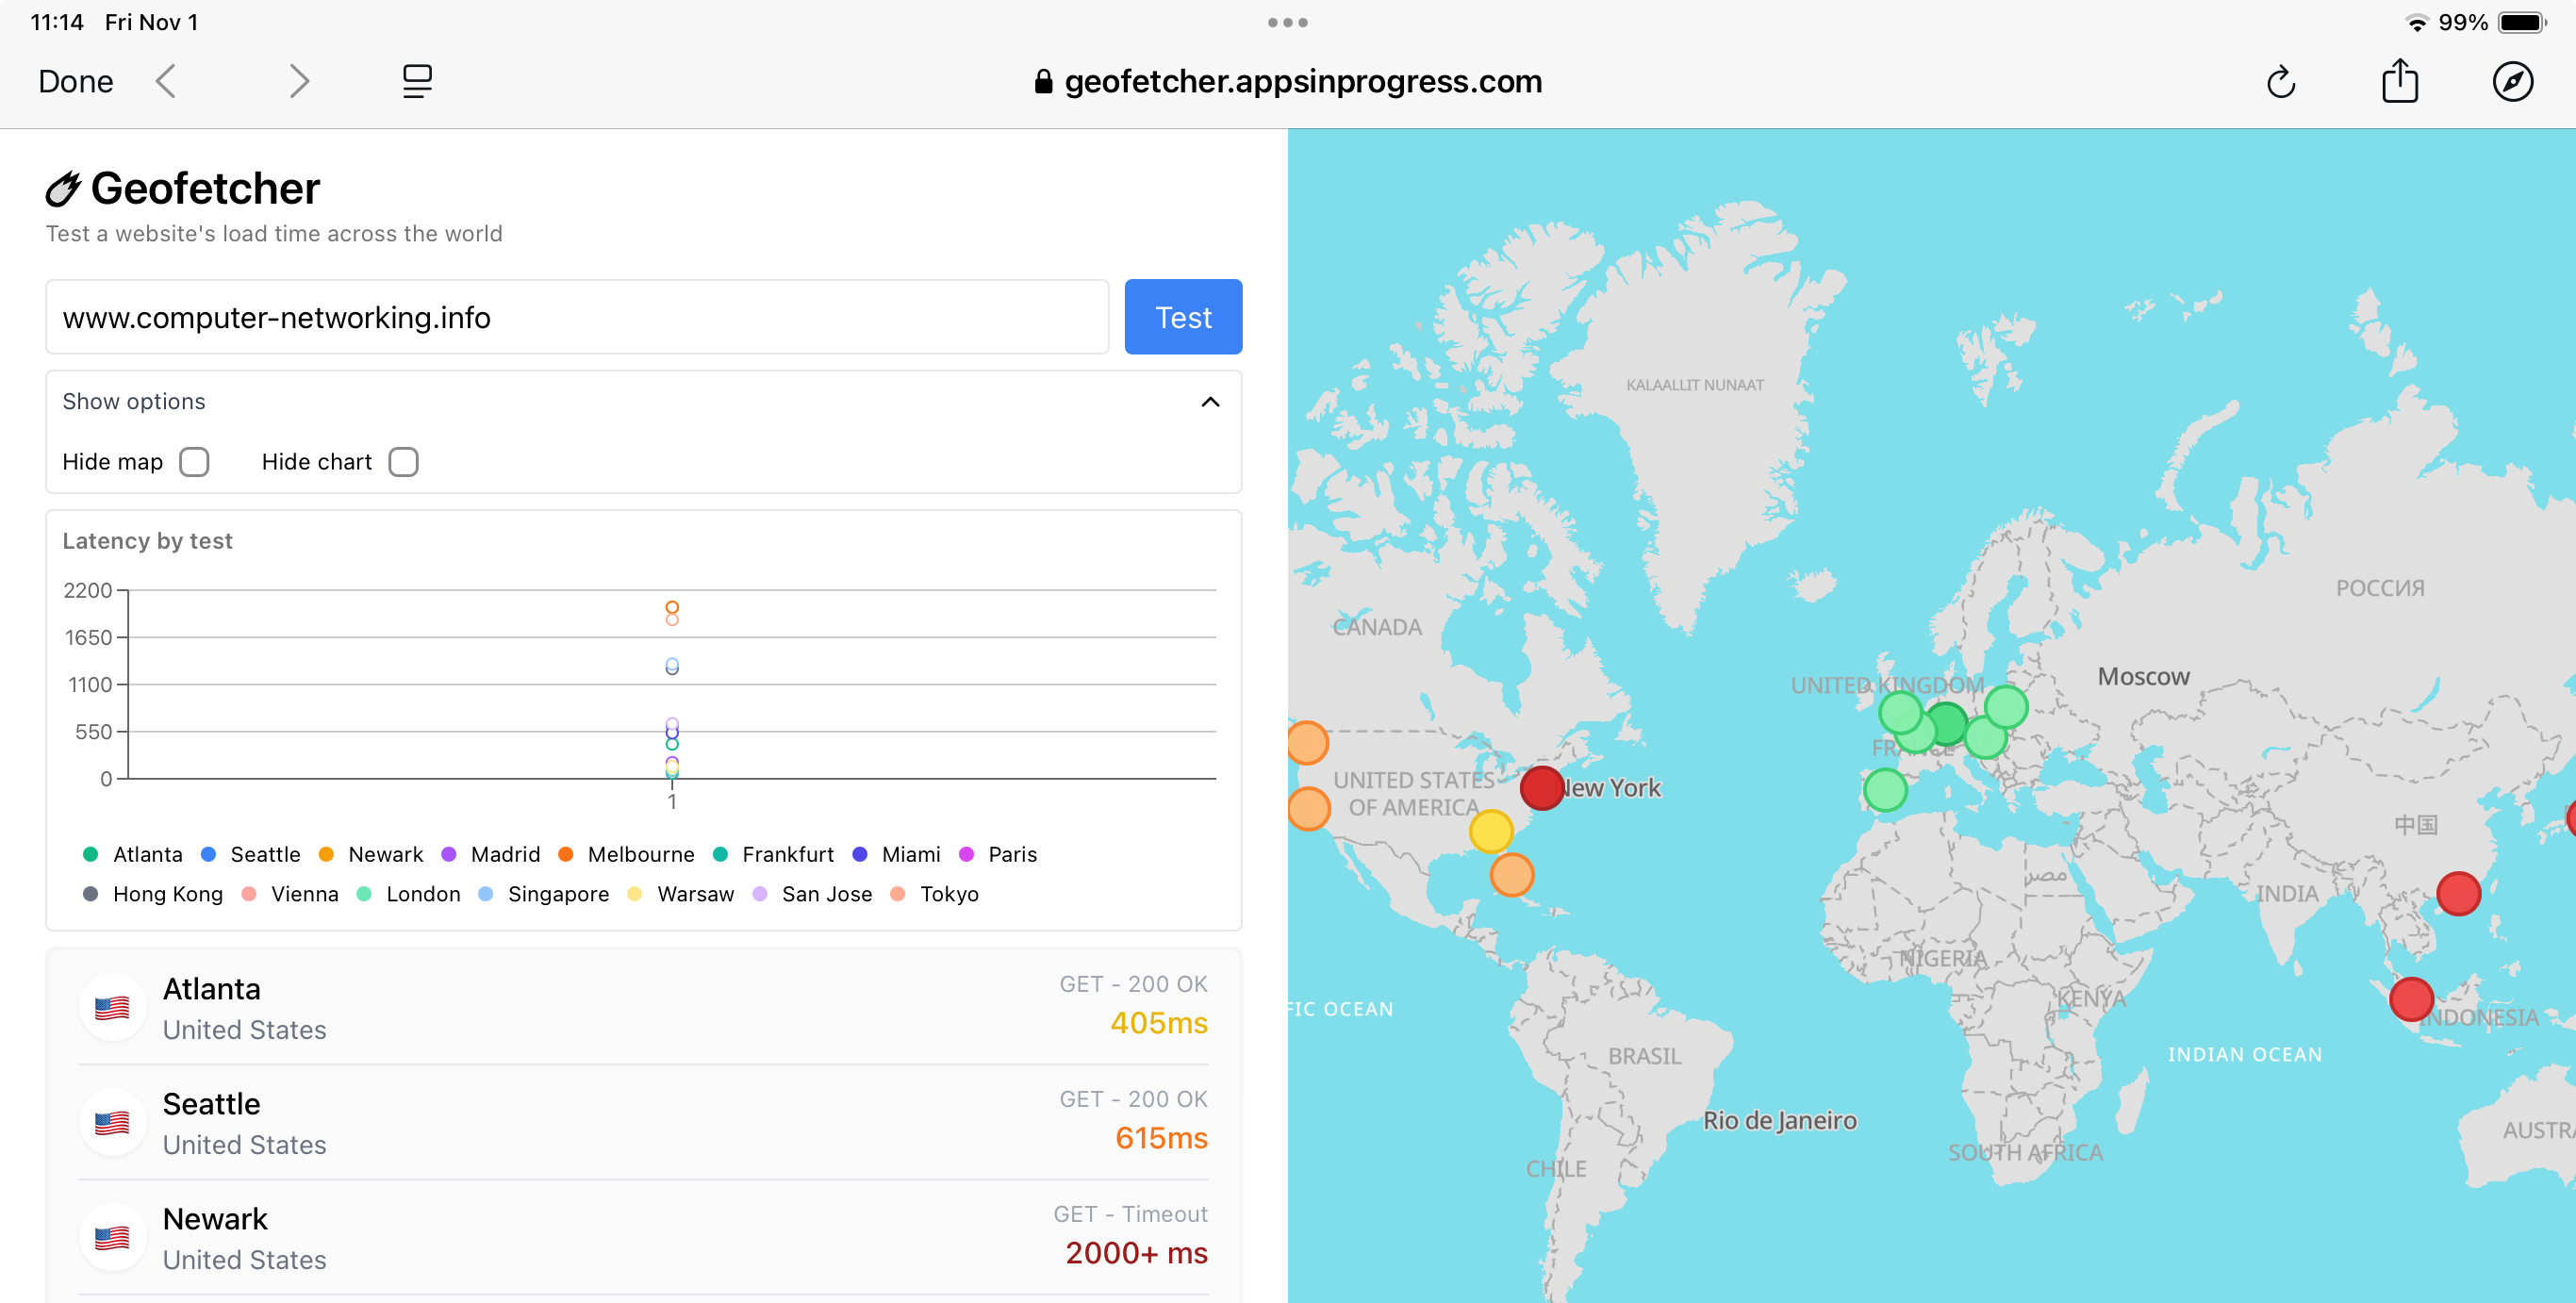 11:14 Fri Nov 1
99%
Done
geofetcher.appsinprogress.com
Geofetcher
Test a website's load time across the world
www.computer-networking.info
Test
Show options
Hide map
Hide chart
Latency by test
2200
1650
1100
550
0
1
Atlanta Seattle Newark Madrid Melbourne Frankfurt Miami Paris
Hong Kong Vienna London Singapore Warsaw San Jose Tokyo
Atlanta
United States
GET - 200 OK
405ms
Seattle
United States
GET - 200 OK
615ms
Newark
United States
GET - Timeout
2000+ ms
KALAALLIT NUNAAT
РОССИЯ
CANADA
Moscow
UNITED KINGDOM
FRANCE
UNITED STATES
OF AMERICA
New York
中国
مصر
INDIA
NIGERIA
KENYA
FIC OCEAN
INDONESIA
BRASIL
INDIAN OCEAN
Rio de Janeiro
AUSTRA
SOUTH AFRICA
CHILE